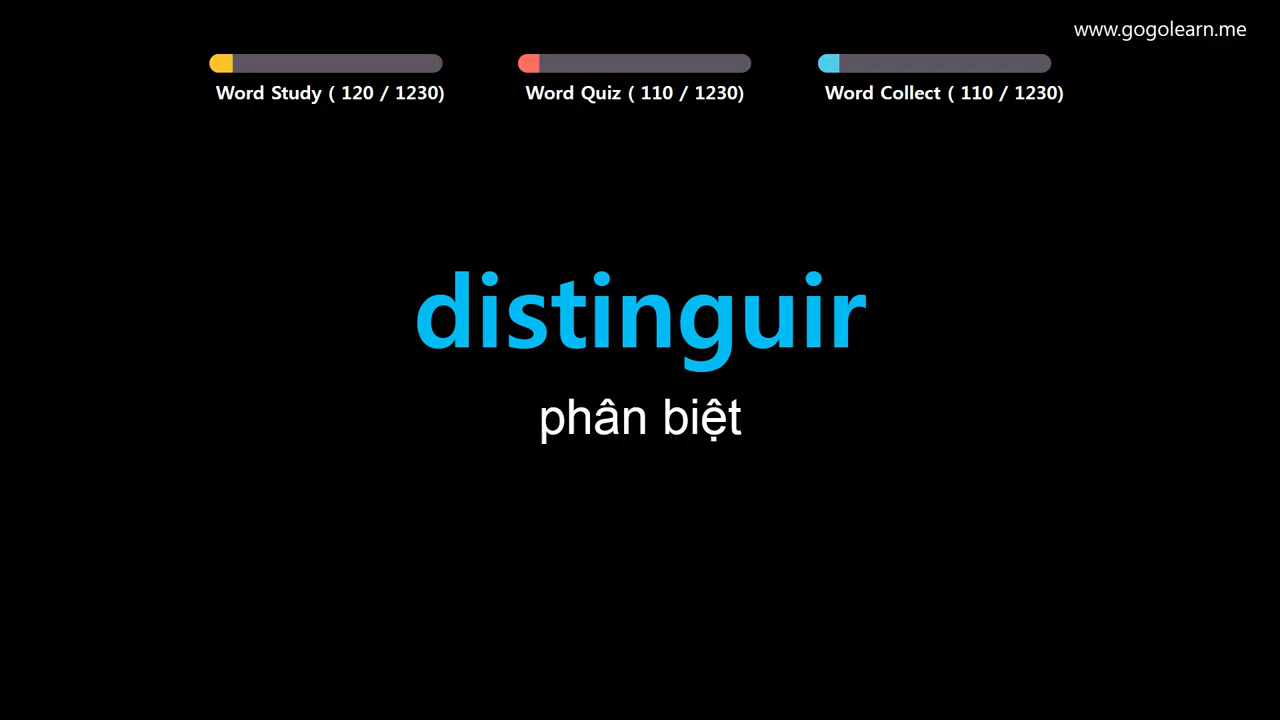 www.gogolearn.me
Word Study ( 120 / 1230)
Word Quiz ( 110 / 1230)
Word Collect ( 110 / 1230)
distinguir
phân biệt